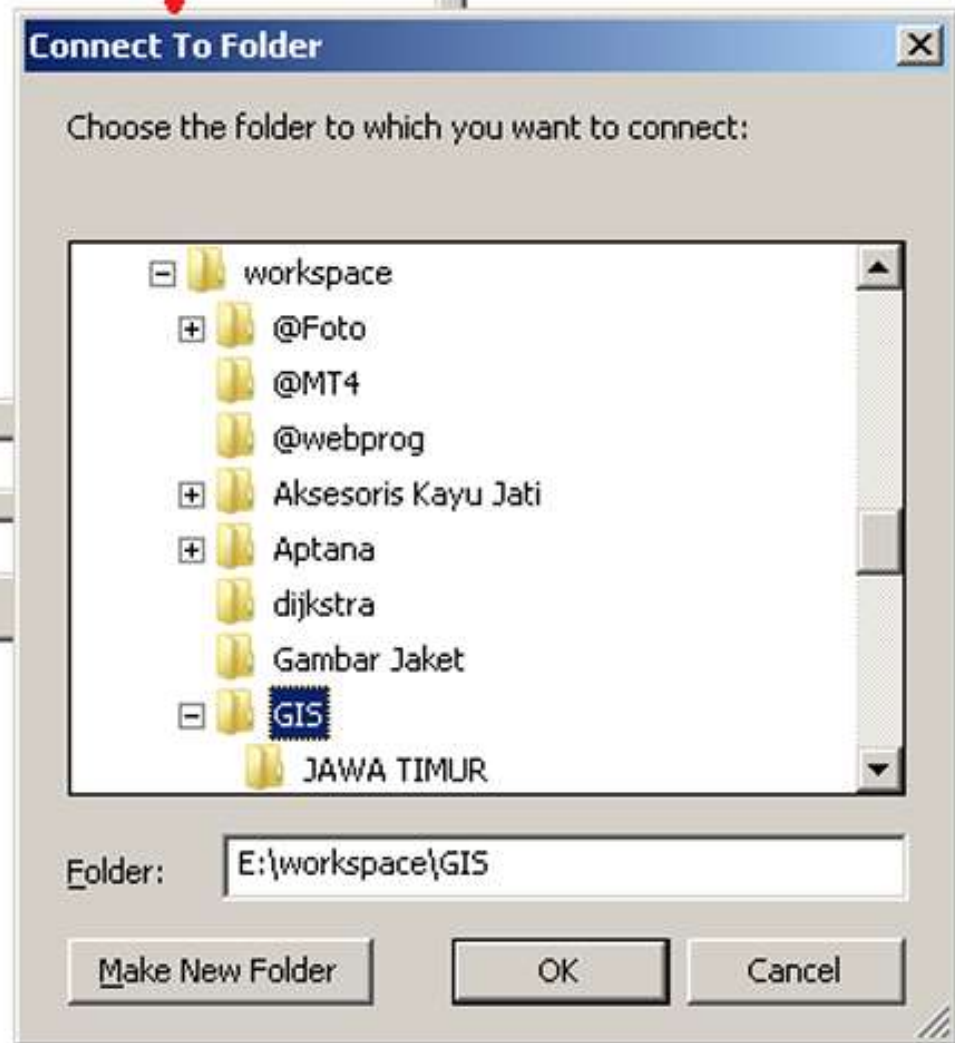 Connect To Folder
Choose the folder to which you want to connect:
workspace
@Foto
@MT4
@webprog
Aksesoris Kayu Jati
Aptana
dijkstra
Gambar Jaket
GIS
JAWA TIMUR
Folder: E:\workspace\GIS
Make New Folder OK Cancel